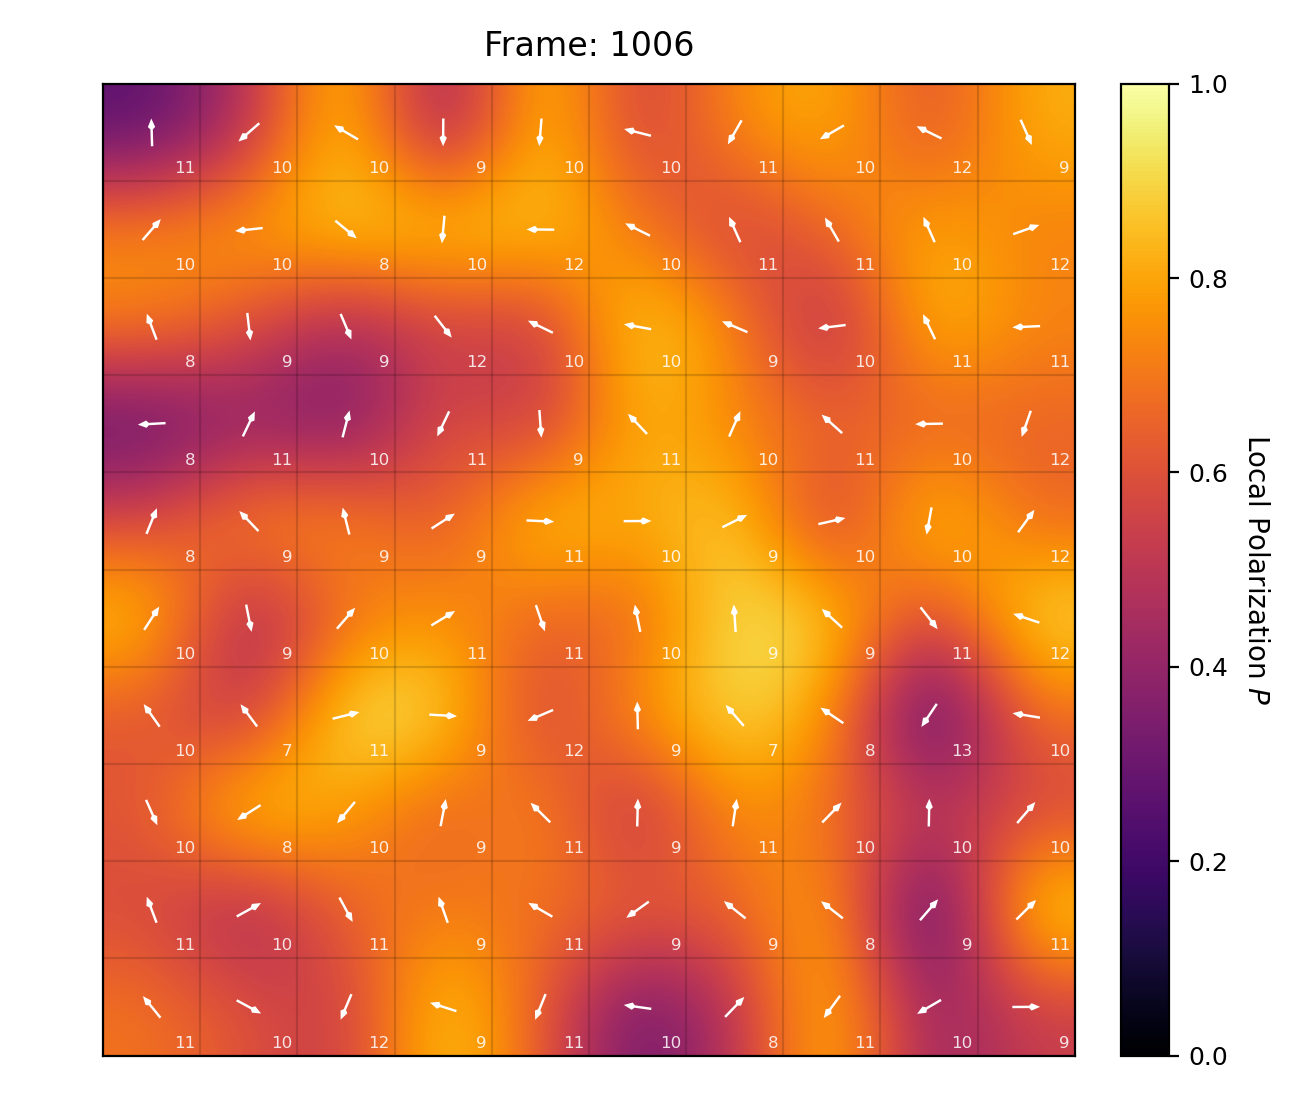 Frame: 1006
11 10 10 9 10 10 11 10 12 9
10 10 8 10 12 10 11 11 10 12
8 9 9 12 10 10 9 10 11 11
8 11 10 11 9 11 10 11 10 12
8 9 9 9 11 10 9 10 10 12
10 9 10 11 11 10 9 9 11 12
10 7 11 9 12 9 7 8 13 10
10 8 10 9 11 9 11 10 10 10
11 10 11 9 11 9 9 8 9 11
11 10 12 9 11 10 8 11 10 9
1.0
0.8
0.6
0.4
0.2
0.0
Local Polarization P